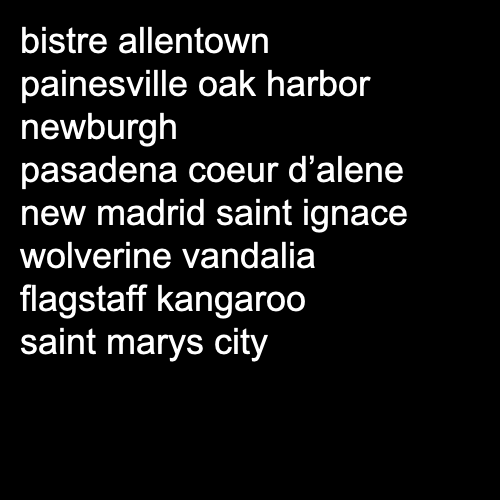 bistre allentown
painesville oak harbor
newburgh
pasadena coeur d’alene
new madrid saint ignace
wolverine vandalia
flagstaff kangaroo
saint marys city